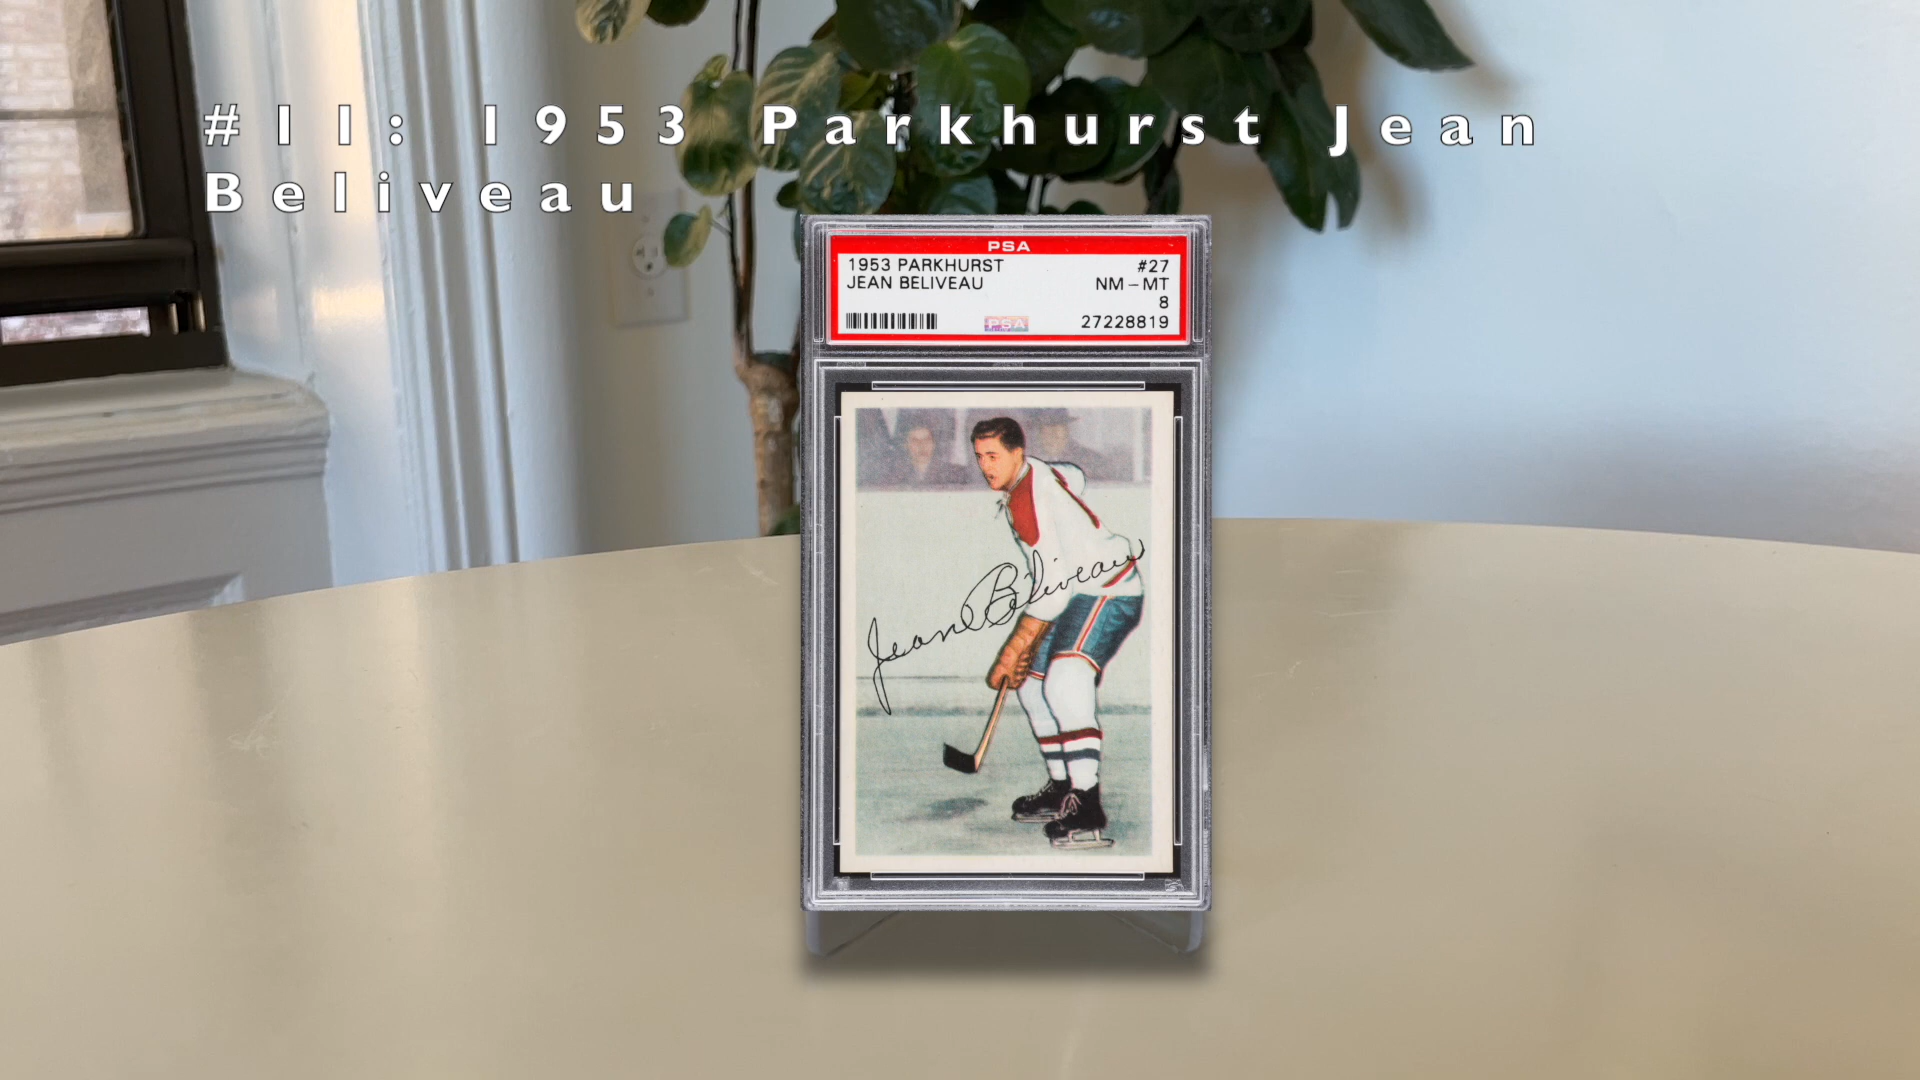 #11: 1953 Parkhurst Jean
Beliveau
PSA
1953 PARKHURST #27
JEAN BELIVEAU NM-MT
8
PSA 27228819
Jean Béliveau